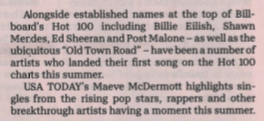 Alongside established names at the top of Bill-
board's Hot 100 including Billie Eilish, Shawn
Merdes, Ed Sheeran and Post Malone – as well as the
ubiquitous "Old Town Road" – have been a number of
artists who landed their first song on the Hot 100
charts this summer.
USA TODAY's Maeve McDermott highlights sin-
gles from the rising pop stars, rappers and other
breakthrough artists having a moment this summer.